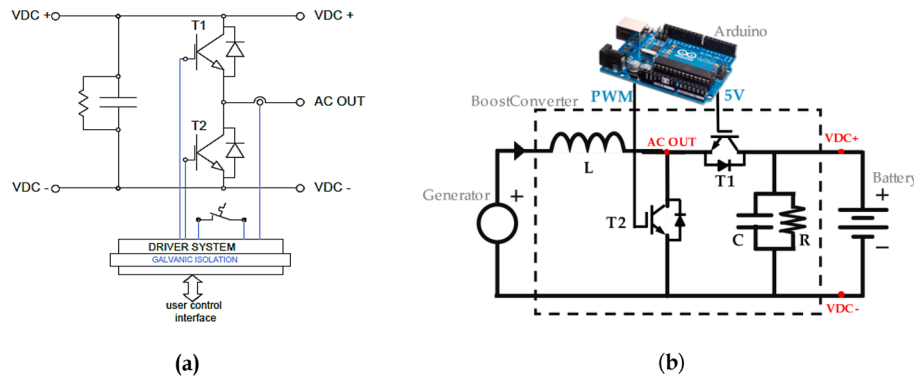 VDC +
VDC +
T1
AC OUT
T2
VDC -
VDC -
DRIVER SYSTEM
GALVANIC ISOLATION
user control
interface
(a)
Arduino
PWM
5V
BoostConverter
AC OUT
VDC+
L
T1
Generator
+
Battery
+
T2
C
R
−
VDC-
(b)